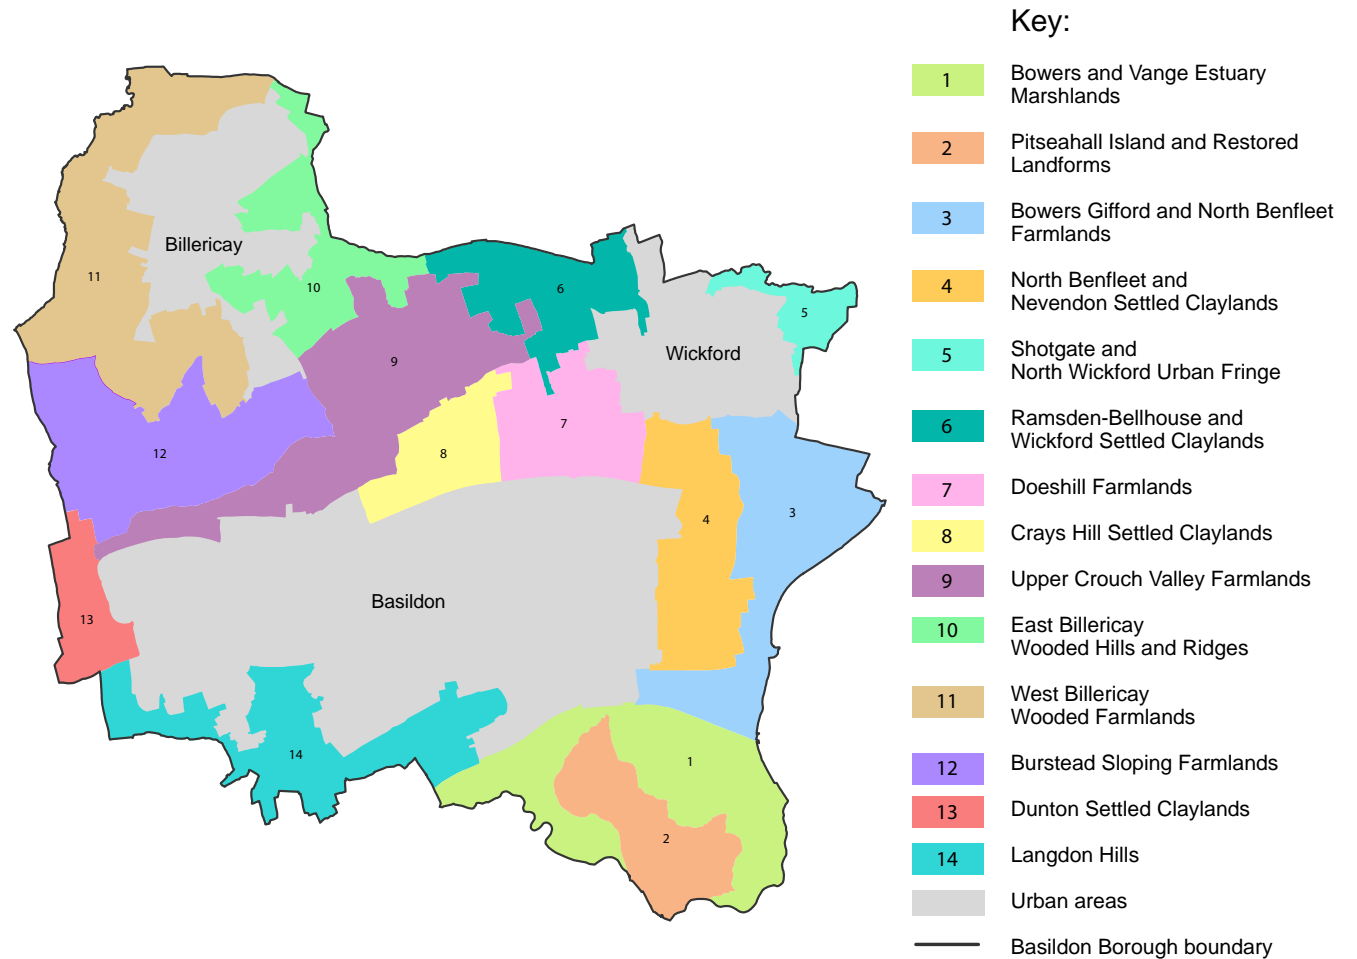 Key:
1 Bowers and Vange Estuary
Marshlands
2 Pitseahall Island and Restored
Landforms
3 Bowers Gifford and North Benfleet
Farmlands
4 North Benfleet and
Nevendon Settled Claylands
5 Shotgate and
North Wickford Urban Fringe
6 Ramsden-Bellhouse and
Wickford Settled Claylands
7 Doeshill Farmlands
8 Crays Hill Settled Claylands
9 Upper Crouch Valley Farmlands
10 East Billericay
Wooded Hills and Ridges
11 West Billericay
Wooded Farmlands
12 Burstead Sloping Farmlands
13 Dunton Settled Claylands
14 Langdon Hills
Urban areas
Basildon Borough boundary
Billericay
11
10
6
5
Wickford
9
7
8
12
4
3
Basildon
13
14
1
2